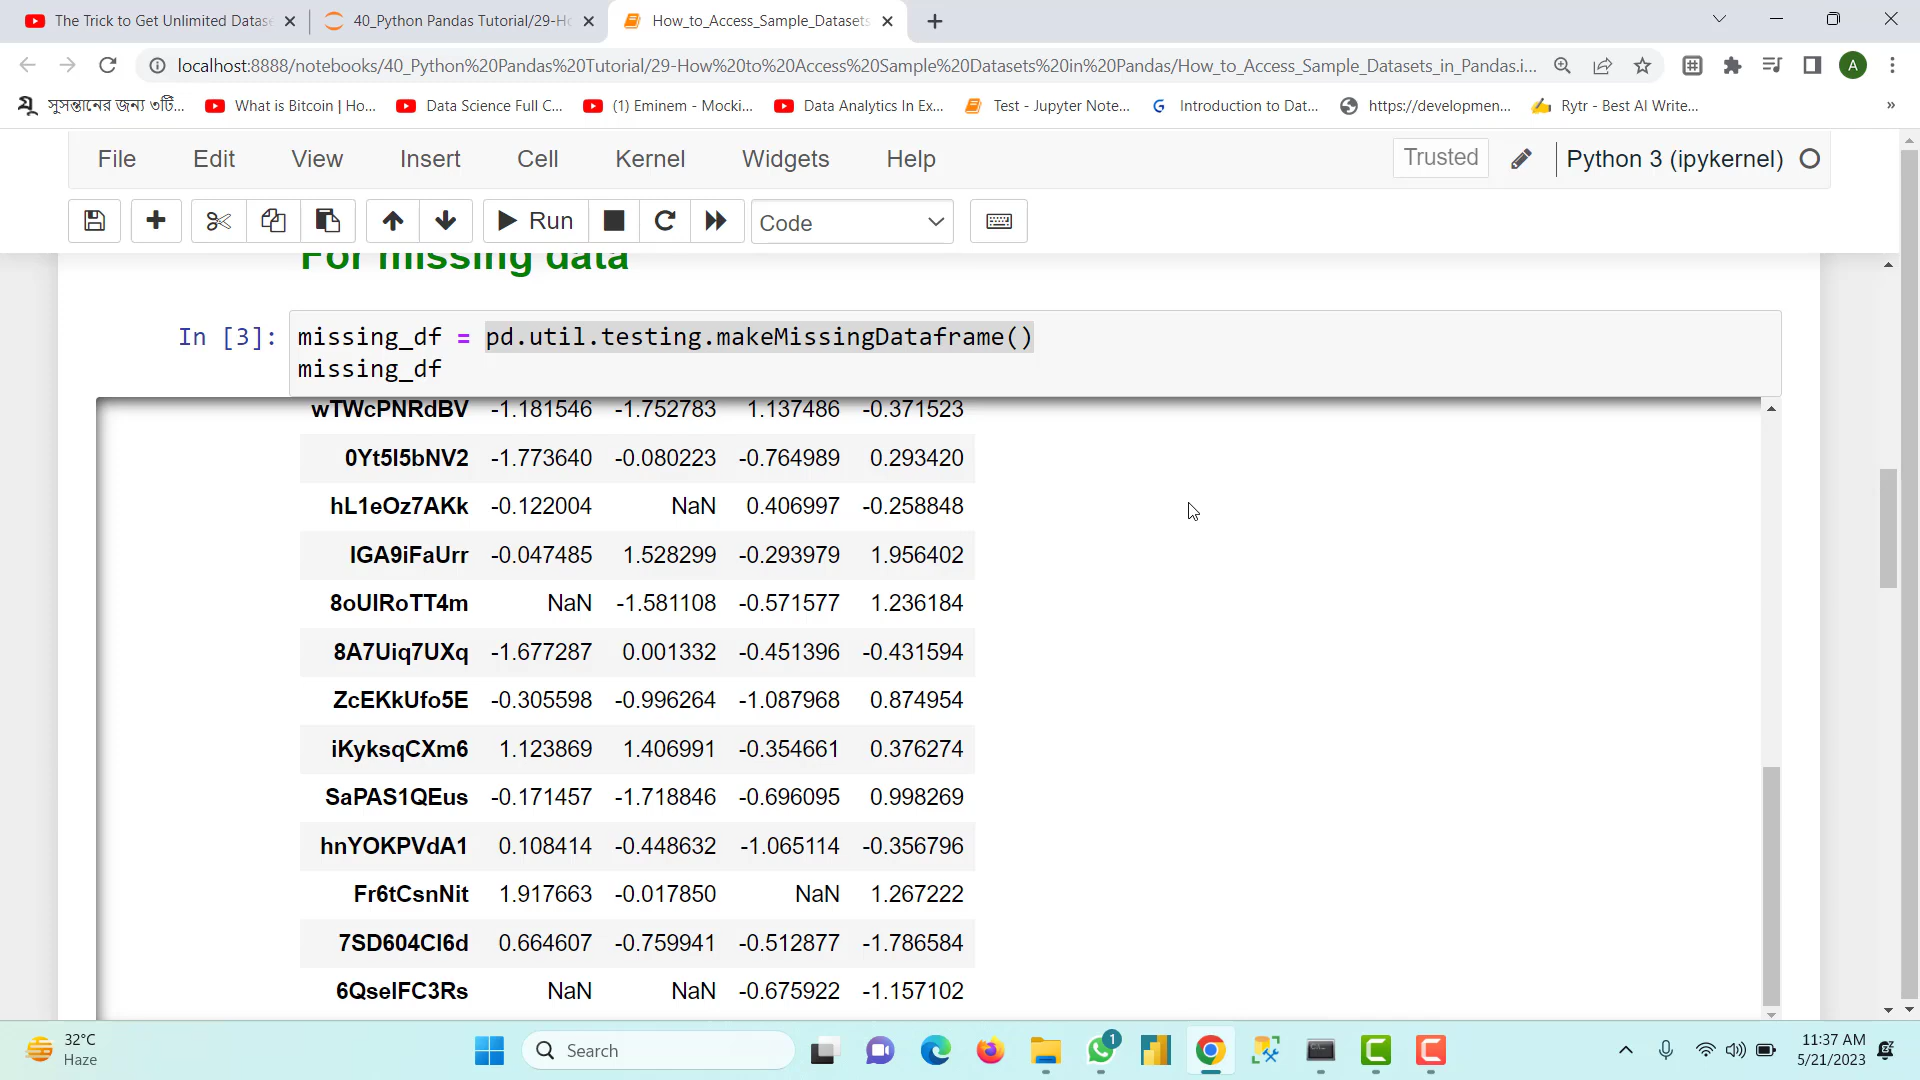 The Trick to Get Unlimited Datase
40_Python Pandas Tutorial/29-Ho
How_to_Access_Sample_Datasets
localhost:8888/notebooks/40_Python%20Pandas%20Tutorial/29-How%20to%20Access%20Sample%20Datasets%20in%20Pandas/How_to_Access_Sample_Datasets_in_Pandas.i...
A
সুসন্তানের জন্য ৩টি...
What is Bitcoin | Ho...
Data Science Full C...
(1) Eminem - Mocki...
Data Analytics In Ex...
Test - Jupyter Note...
Introduction to Dat...
https://developmen...
Rytr - Best AI Write...
»
File Edit View Insert Cell Kernel Widgets Help
Trusted
Python 3 (ipykernel)
Run
Code
For missing data
In [3]: missing_df = pd.util.testing.makeMissingDataframe()
missing_df
wTWcPNRdBV -1.181546 -1.752783 1.137486 -0.371523
0Yt5I5bNV2 -1.773640 -0.080223 -0.764989 0.293420
hL1eOz7AKk -0.122004 NaN 0.406997 -0.258848
IGA9iFaUrr -0.047485 1.528299 -0.293979 1.956402
8oUIRoTT4m NaN -1.581108 -0.571577 1.236184
8A7Uiq7UXq -1.677287 0.001332 -0.451396 -0.431594
ZcEKkUfo5E -0.305598 -0.996264 -1.087968 0.874954
iKyksqCXm6 1.123869 1.406991 -0.354661 0.376274
SaPAS1QEus -0.171457 -1.718846 -0.696095 0.998269
hnYOKPVdA1 0.108414 -0.448632 -1.065114 -0.356796
Fr6tCsnNit 1.917663 -0.017850 NaN 1.267222
7SD604Cl6d 0.664607 -0.759941 -0.512877 -1.786584
6QselFC3Rs NaN NaN -0.675922 -1.157102
32°C
Haze
Search
1
11:37 AM
5/21/2023